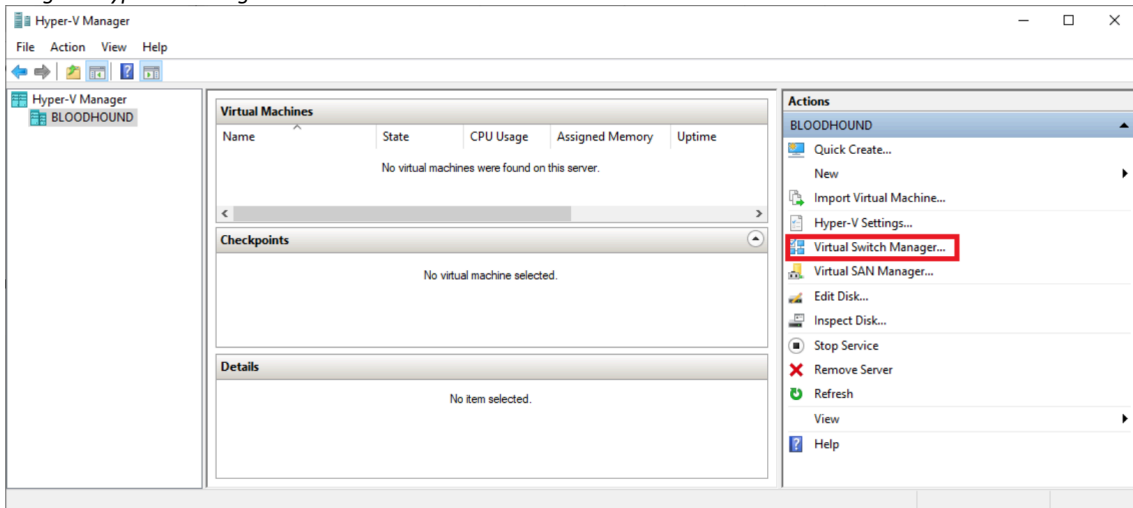 Hyper-V Manager
File Action View Help
Hyper-V Manager
BLOODHOUND
Virtual Machines
Name State CPU Usage Assigned Memory Uptime
No virtual machines were found on this server.
Checkpoints
No virtual machine selected.
Details
No item selected.
Actions
BLOODHOUND
Quick Create...
New
Import Virtual Machine...
Hyper-V Settings...
Virtual Switch Manager...
Virtual SAN Manager...
Edit Disk...
Inspect Disk...
Stop Service
Remove Server
Refresh
View
Help